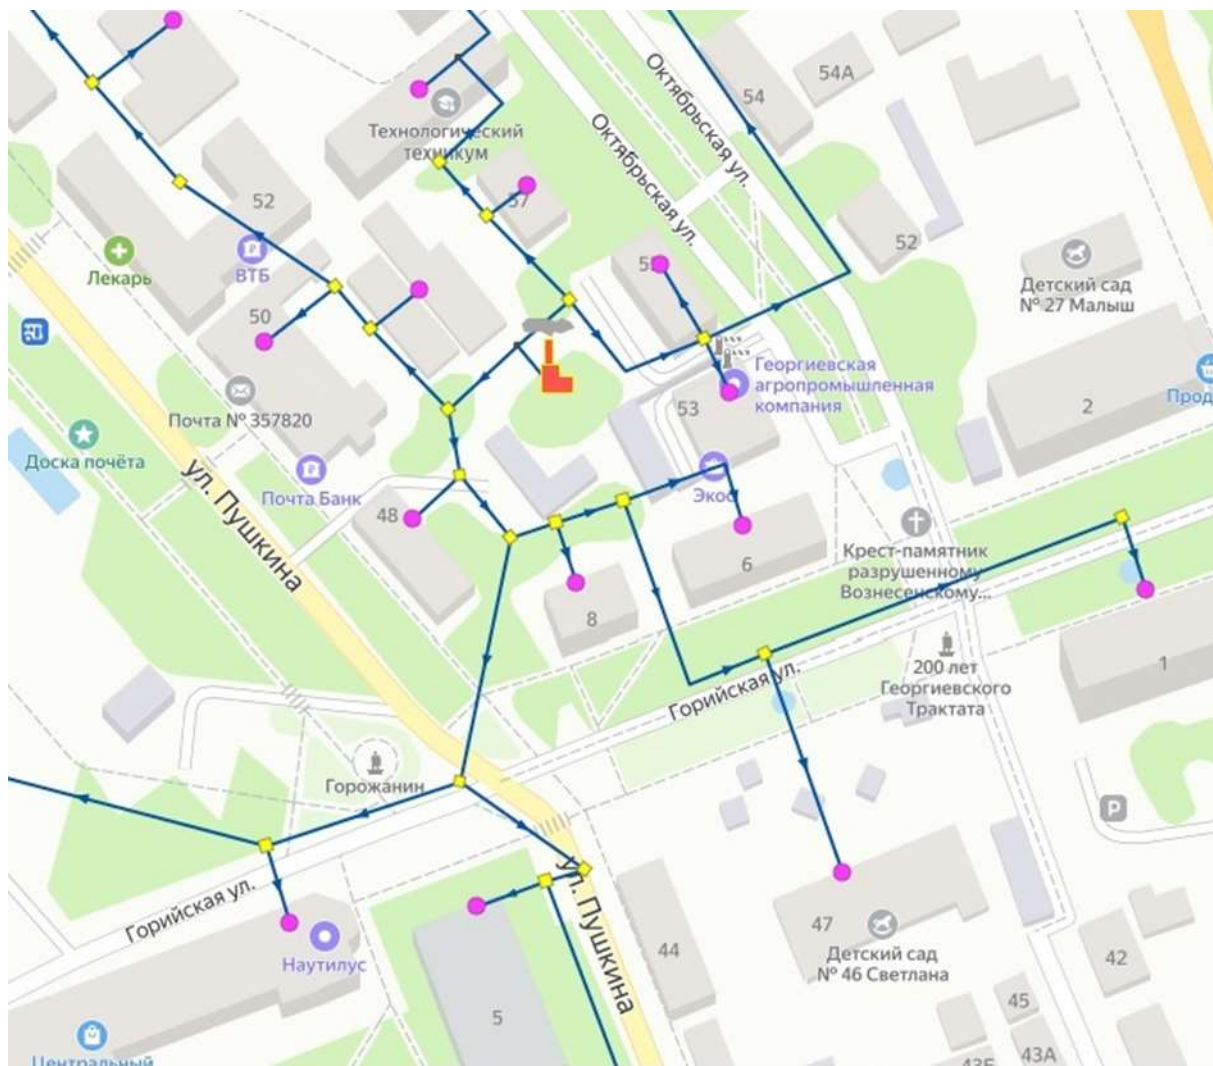 Октябрьская ул.
54А
54
Октябрьская ул.
Технологический
техникум
57
52
52
Лекарь
ВТБ
Детский сад
№ 27 Малыш
50
Георгиевская
агропромышленная
компания
Почта № 357820
53
2
Доска почёта
ул. Пушкина
Почта Банк
48
6
Крест-памятник
разрушенному
Вознесенскому...
8
1
Горийская ул.
200 лет
Георгиевского
Трактата
Горожанин
P
Горийская ул.
ул. Пушкина
47
Детский сад
№ 46 Светлана
Наутилус
44
42
5
45
43А
Центральный